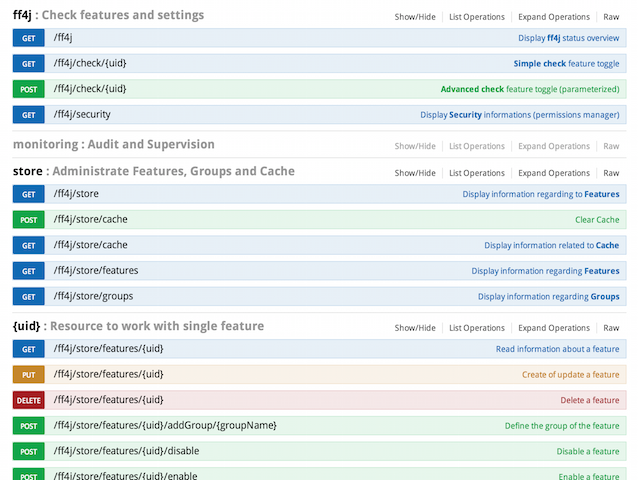 ff4j : Check features and settings Show/Hide List Operations Expand Operations Raw
GET /ff4j Display ff4j status overview
GET /ff4j/check/{uid} Simple check feature toggle
POST /ff4j/check/{uid} Advanced check feature toggle (parameterized)
GET /ff4j/security Display Security informations (permissions manager)
monitoring : Audit and Supervision Show/Hide List Operations Expand Operations Raw
store : Administrate Features, Groups and Cache Show/Hide List Operations Expand Operations Raw
GET /ff4j/store Display information regarding to Features
POST /ff4j/store/cache Clear Cache
GET /ff4j/store/cache Display information related to Cache
GET /ff4j/store/features Display information regarding Features
GET /ff4j/store/groups Display information regarding Groups
{uid} : Resource to work with single feature Show/Hide List Operations Expand Operations Raw
GET /ff4j/store/features/{uid} Read information about a feature
PUT /ff4j/store/features/{uid} Create of update a feature
DELETE /ff4j/store/features/{uid} Delete a feature
POST /ff4j/store/features/{uid}/addGroup/{groupName} Define the group of the feature
POST /ff4j/store/features/{uid}/disable Disable a feature
POST /ff4j/store/features/{uid}/enable Enable a feature